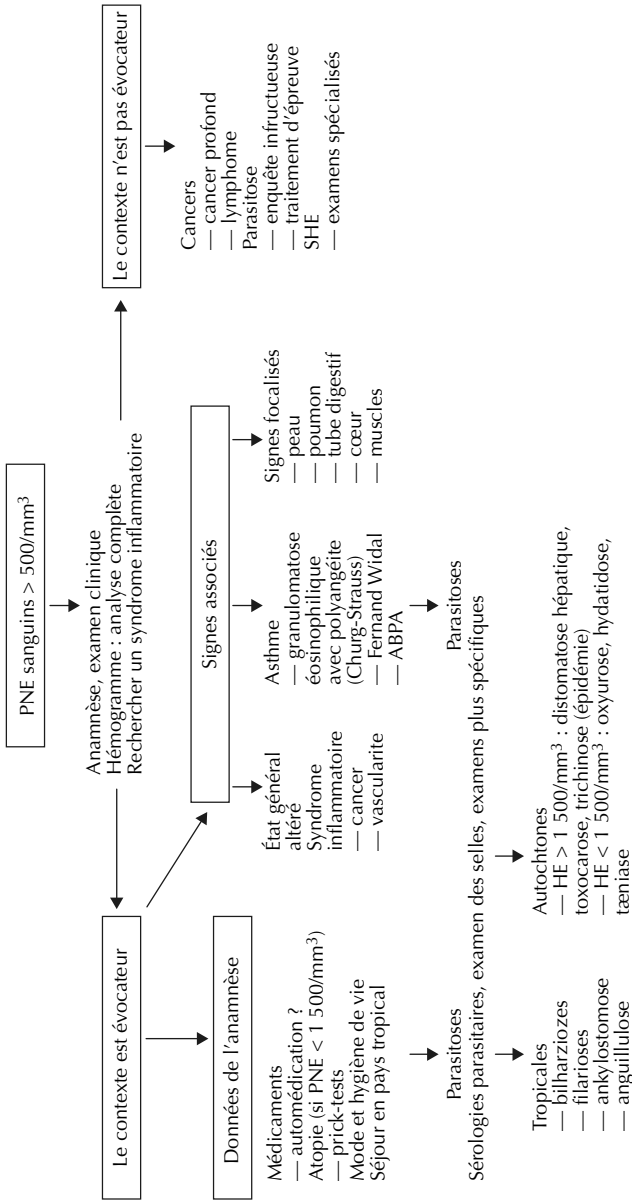 PNE sanguins > 500/mm³
Anamnèse, examen clinique
Hémogramme : analyse complète
Rechercher un syndrome inflammatoire
Le contexte est évocateur
Le contexte n'est pas évocateur
Données de l'anamnèse
Signes associés
Médicaments
— automédication ?
Atopie (si PNE < 1 500/mm³)
— prick-tests
Mode et hygiène de vie
Séjour en pays tropical
État général
altéré
Syndrome
inflammatoire
— cancer
— vascularite
Asthme
— granulomatose
éosinophilique
avec polyangéite
(Churg-Strauss)
— Fernand Widal
— ABPA
Signes focalisés
— peau
— poumon
— tube digestif
— cœur
— muscles
Cancers
— cancer profond
— lymphome
Parasitose
— enquête infructueuse
— traitement d'épreuve
SHE
— examens spécialisés
Parasitoses
Parasitoses
Sérologies parasitaires, examen des selles, examens plus spécifiques
Tropicales
— bilharziozes
— filarioses
— ankylostomose
— anguillulose
Autochtones
— HE > 1 500/mm³ : distomatose hépatique,
toxocarose, trichinose (épidémie)
— HE < 1 500/mm³ : oxyurose, hydatidose,
tæniase